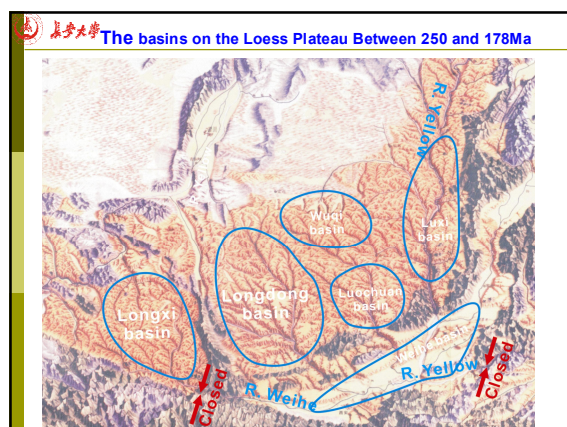 长安大学
The basins on the Loess Plateau Between 250 and 178Ma
R. Yellow
Wuqi
basin
Luxi
basin
Longxi
basin
Longdong
basin
Luochuan
basin
R. Yellow
R. Weihe
Closed
Closed